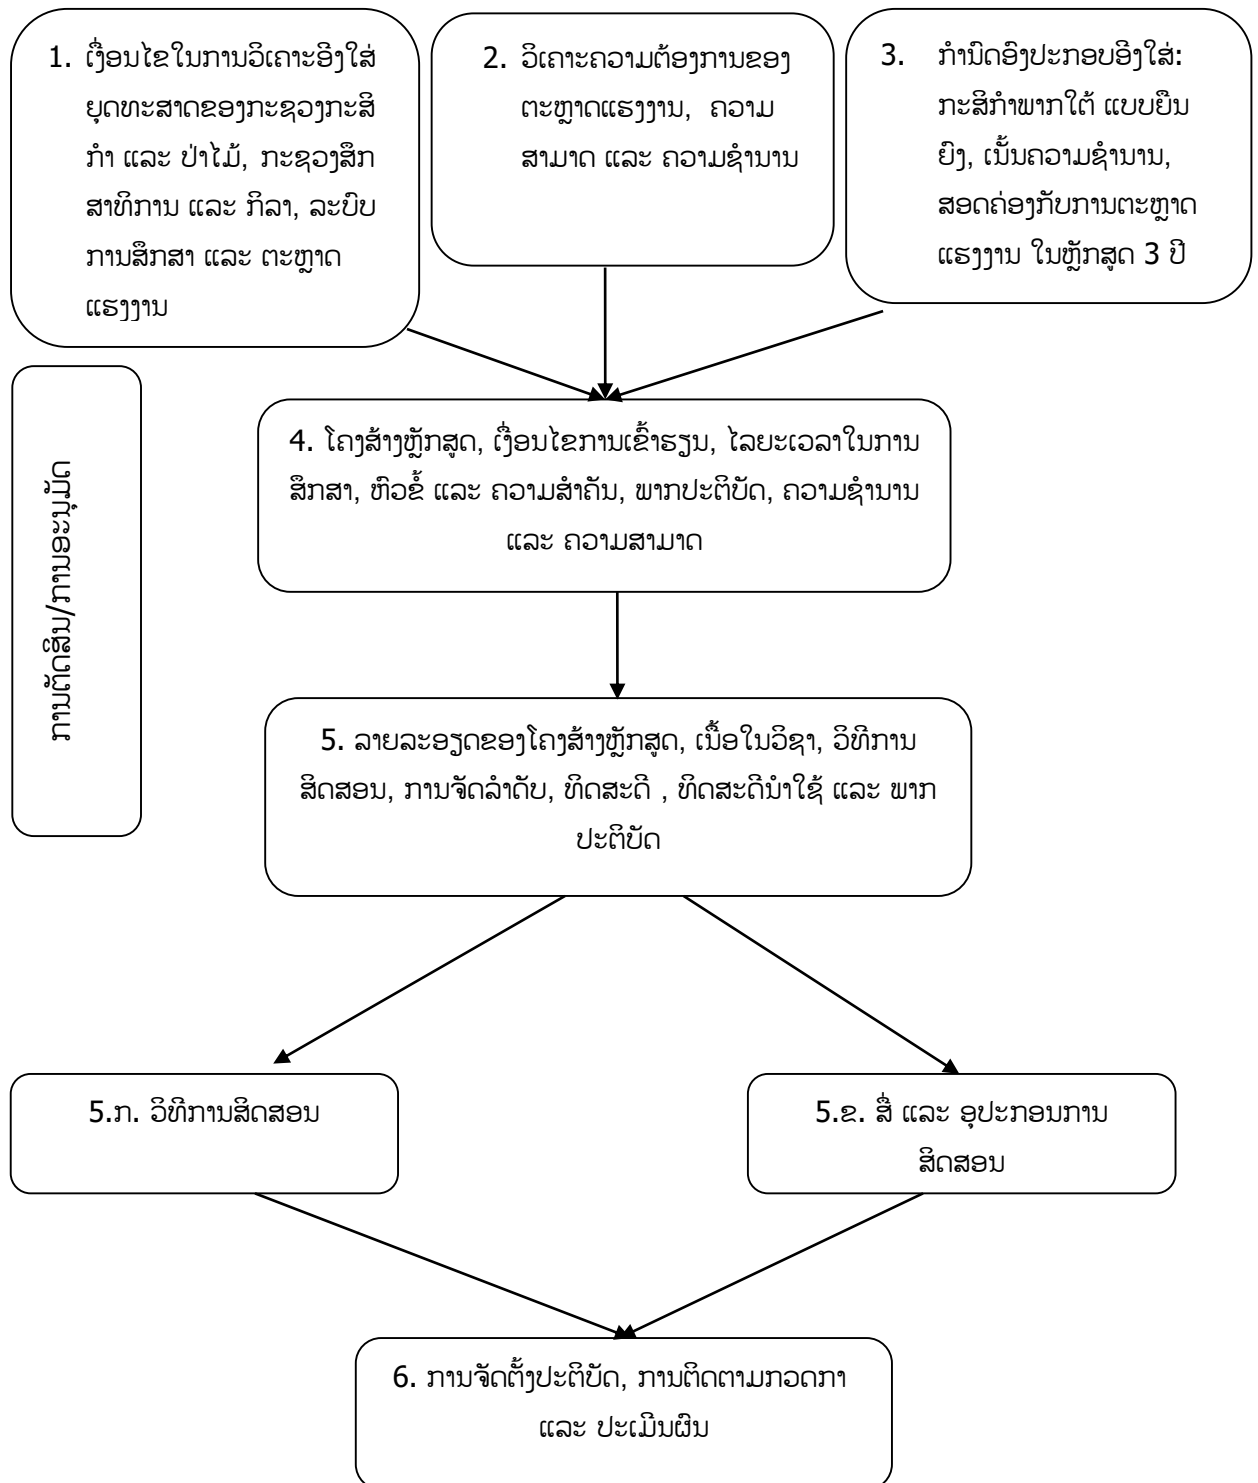 1. ເງື່ອນໄຂໃນການວິເຄາະອີງໃສ່
ຍຸດທະສາດຂອງກະຊວງກະສິ
ກຳ ແລະ ປ່າໄມ້, ກະຊວງສຶກ
ສາທິການ ແລະ ກິລາ, ລະບົບ
ການສຶກສາ ແລະ ຕະຫຼາດ
ແຮງງານ
2. ວິເຄາະຄວາມຕ້ອງການຂອງ
ຕະຫຼາດແຮງງານ, ຄວາມ
ສາມາດ ແລະ ຄວາມຊຳນານ
3. ກຳນົດອົງປະກອບອີງໃສ່:
ກະສິກຳພາກໃຕ້ ແບບຍືນ
ຍົງ, ເນັ້ນຄວາມຊຳນານ,
ສອດຄ່ອງກັບການຕະຫຼາດ
ແຮງງານ ໃນຫຼັກສູດ 3 ປີ
ການຕັດສິນ/ການອະນຸມັດ
4. ໂຄງສ້າງຫຼັກສູດ, ເງື່ອນໄຂການເຂົ້າຮຽນ, ໄລຍະເວລາໃນການ
ສຶກສາ, ຫົວຂໍ້ ແລະ ຄວາມສຳຄັນ, ພາກປະຕິບັດ, ຄວາມຊຳນານ
ແລະ ຄວາມສາມາດ
5. ລາຍລະອຽດຂອງໂຄງສ້າງຫຼັກສູດ, ເນື້ອໃນວິຊາ, ວິທີການ
ສິດສອນ, ການຈັດລຳດັບ, ທິດສະດີ , ທິດສະດີນຳໃຊ້ ແລະ ພາກ
ປະຕິບັດ
5.ກ. ວິທີການສິດສອນ
5.ຂ. ສື່ ແລະ ອຸປະກອນການ
ສິດສອນ
6. ການຈັດຕັ້ງປະຕິບັດ, ການຕິດຕາມກວດກາ
ແລະ ປະເມີນຜົນ